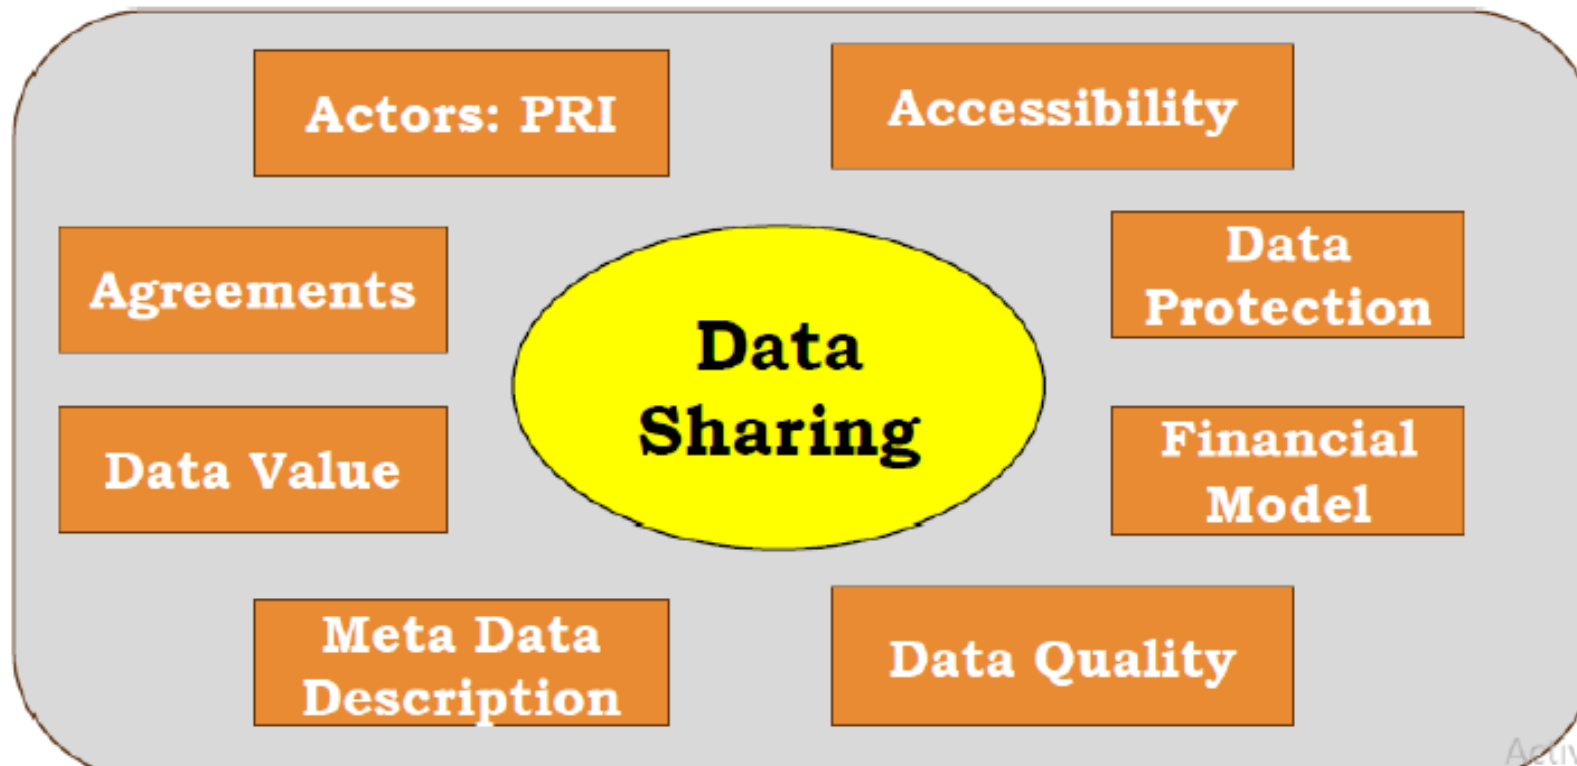 Actors: PRI
Accessibility
Agreements
Data
Protection
Data
Sharing
Data Value
Financial
Model
Meta Data
Description
Data Quality